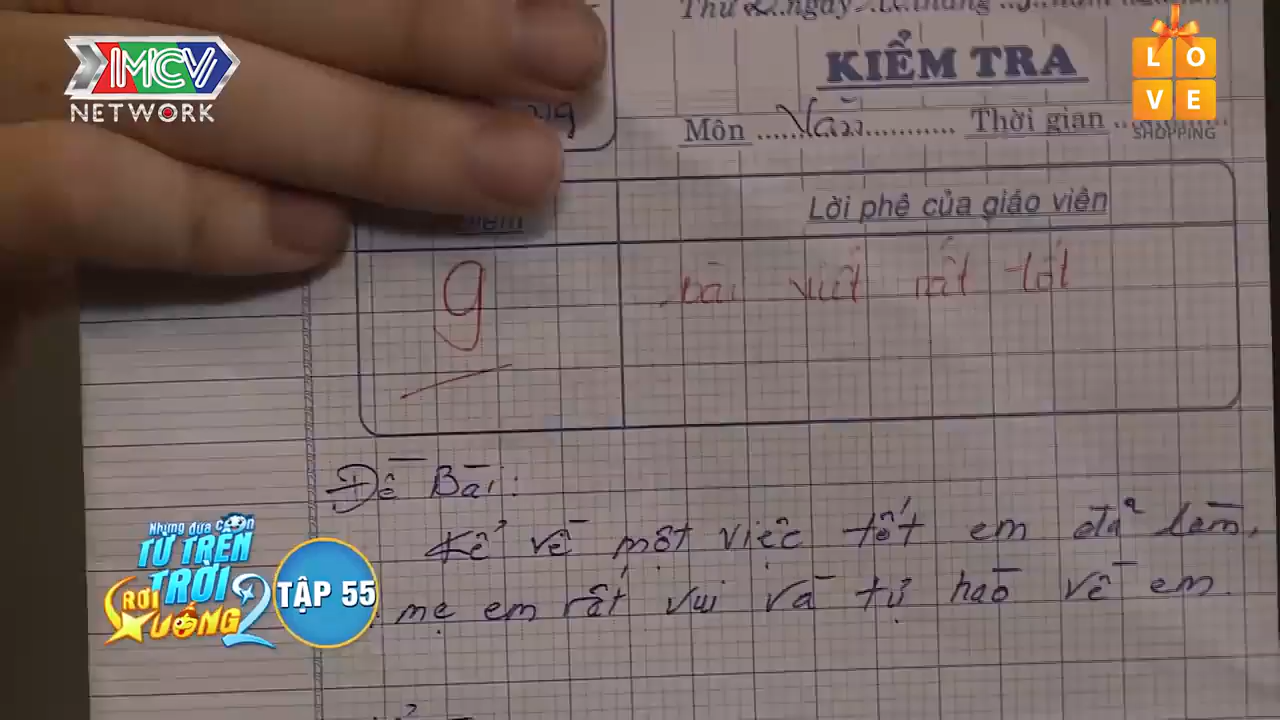 MCV
NETWORK
LOVE
SHOPPING
KIỂM TRA
Môn ......Văn............ Thời gian
Lời phê của giáo viên
9
bài viết rất tốt
Đề Bài:
Kể về một việc tốt em đã làm,
mẹ em rất vui và tự hào về em.
Những đứa con
TỪ TRÊN
TRỜI
RƠI
XUỐNG 2
TẬP 55